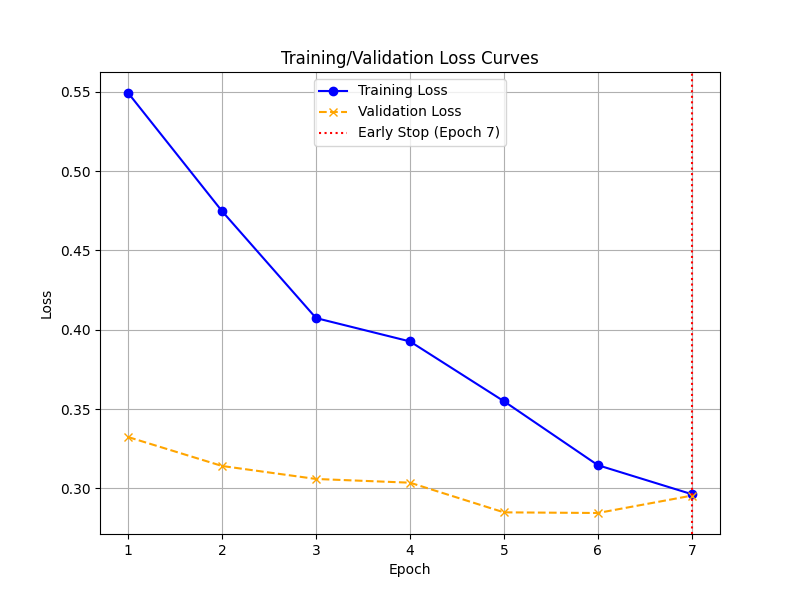 Training/Validation Loss Curves
Training Loss
Validation Loss
Early Stop (Epoch 7)
Loss
0.55
0.50
0.45
0.40
0.35
0.30
1 2 3 4 5 6 7
Epoch